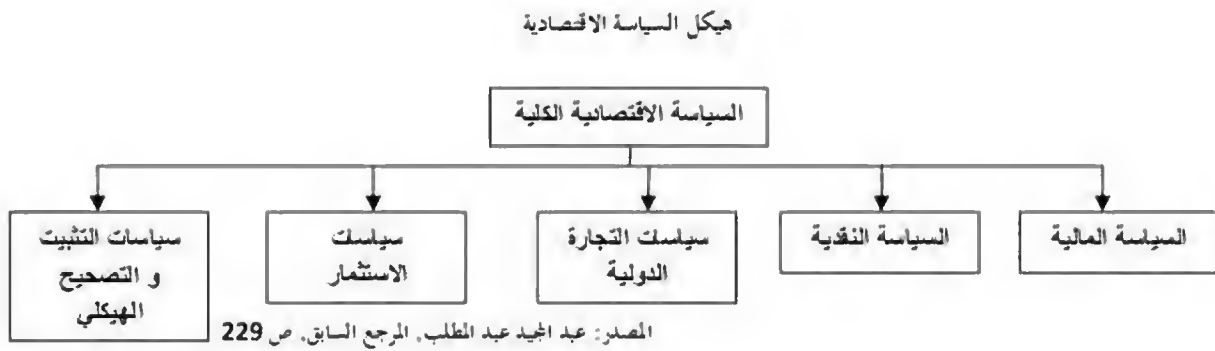 هيكل السياسة الاقتصادية
السياسة الاقتصادية الكلية
السياسة المالية
السياسة النقدية
سياسات التجارة
الدولية
سياسات
الاستثمار
سياسات التثبيت
و التصحيح
الهيكلي
المصدر: عبد المجيد عبد المطلب. المرجع السابق. ص 229